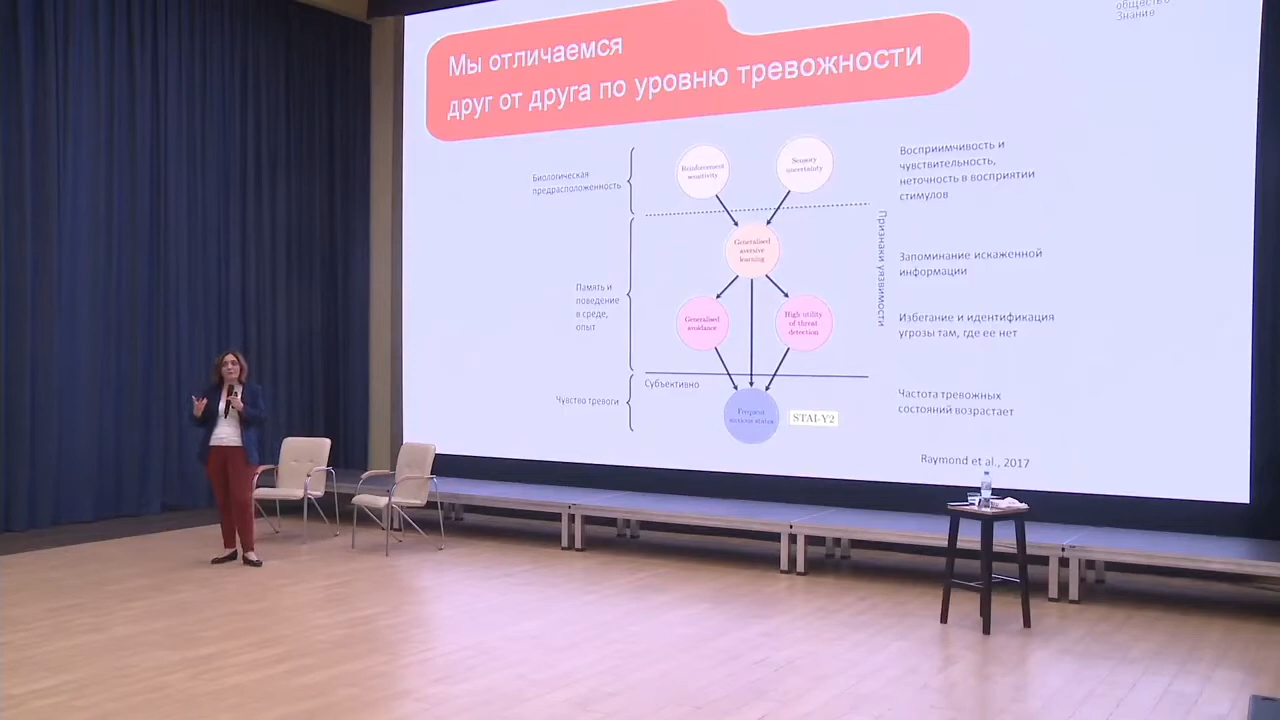 общество
Знание
Мы отличаемся
друг от друга по уровню тревожности
Биологическая
предрасположенность
Reinforcement
sensitivity
Sensory
uncertainty
Восприимчивость и
чувствительность,
неточность в восприятии
стимулов
Признаки уязвимости
Generalised
aversive
learning
Запоминание искаженной
информации
Память и
поведение
в среде,
опыт
Generalised
avoidance
High utility
of threat
detection
Избегание и идентификация
угрозы там, где ее нет
Субъективно
Чувство тревоги
Frequent
anxious states
STAI-Y2
Частота тревожных
состояний возрастает
Raymond et al., 2017